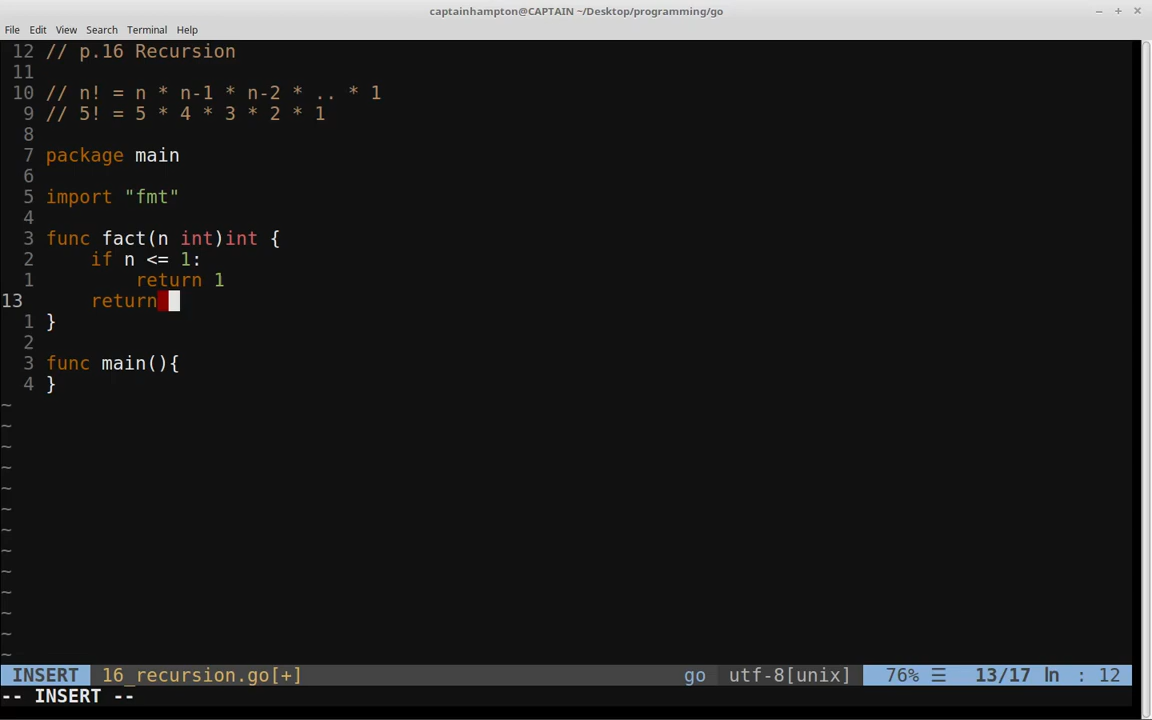 captainhampton@CAPTAIN ~/Desktop/programming/go
File Edit View Search Terminal Help
12 // p.16 Recursion
11
10 // n! = n * n-1 * n-2 * .. * 1
9 // 5! = 5 * 4 * 3 * 2 * 1
8
7 package main
6
5 import "fmt"
4
3 func fact(n int)int {
2     if n <= 1:
1         return 1
13     return
1 }
2
3 func main(){
4 }
~
~
~
~
~
~
~
~
~
~
~
~
~
INSERT 16_recursion.go[+] go utf-8[unix] 76% ☰ 13/17 ln : 12
-- INSERT --